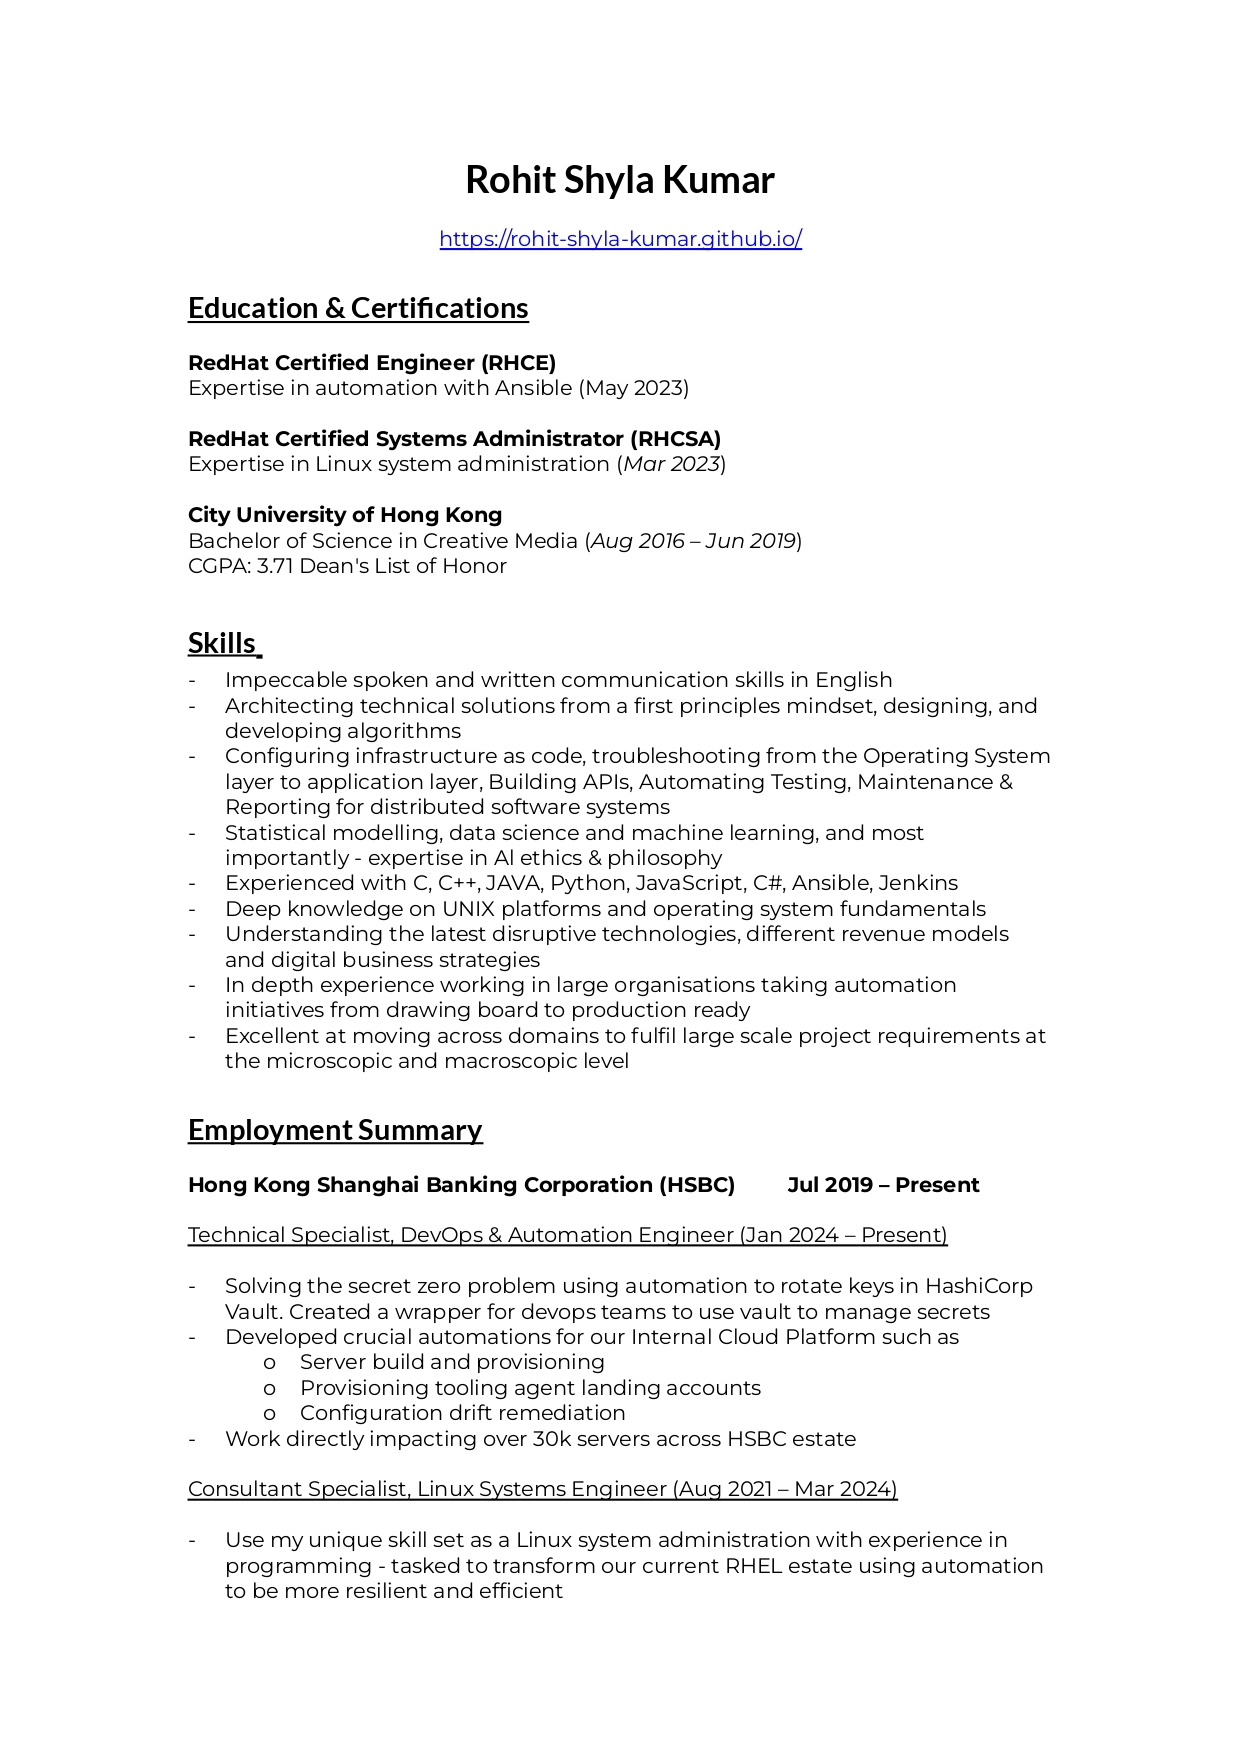 Rohit Shyla Kumar
https://rohit-shyla-kumar.github.io/
Education & Certifications
RedHat Certified Engineer (RHCE)
Expertise in automation with Ansible (May 2023)
RedHat Certified Systems Administrator (RHCSA)
Expertise in Linux system administration (Mar 2023)
City University of Hong Kong
Bachelor of Science in Creative Media (Aug 2016 – Jun 2019)
CGPA: 3.71 Dean's List of Honor
Skills
- Impeccable spoken and written communication skills in English
- Architecting technical solutions from a first principles mindset, designing, and
developing algorithms
- Configuring infrastructure as code, troubleshooting from the Operating System
layer to application layer, Building APIs, Automating Testing, Maintenance &
Reporting for distributed software systems
- Statistical modelling, data science and machine learning, and most
importantly - expertise in AI ethics & philosophy
- Experienced with C, C++, JAVA, Python, JavaScript, C#, Ansible, Jenkins
- Deep knowledge on UNIX platforms and operating system fundamentals
- Understanding the latest disruptive technologies, different revenue models
and digital business strategies
- In depth experience working in large organisations taking automation
initiatives from drawing board to production ready
- Excellent at moving across domains to fulfil large scale project requirements at
the microscopic and macroscopic level
Employment Summary
Hong Kong Shanghai Banking Corporation (HSBC) Jul 2019 – Present
Technical Specialist, DevOps & Automation Engineer (Jan 2024 – Present)
- Solving the secret zero problem using automation to rotate keys in HashiCorp
Vault. Created a wrapper for devops teams to use vault to manage secrets
- Developed crucial automations for our Internal Cloud Platform such as
o Server build and provisioning
o Provisioning tooling agent landing accounts
o Configuration drift remediation
- Work directly impacting over 30k servers across HSBC estate
Consultant Specialist, Linux Systems Engineer (Aug 2021 – Mar 2024)
- Use my unique skill set as a Linux system administration with experience in
programming - tasked to transform our current RHEL estate using automation
to be more resilient and efficient